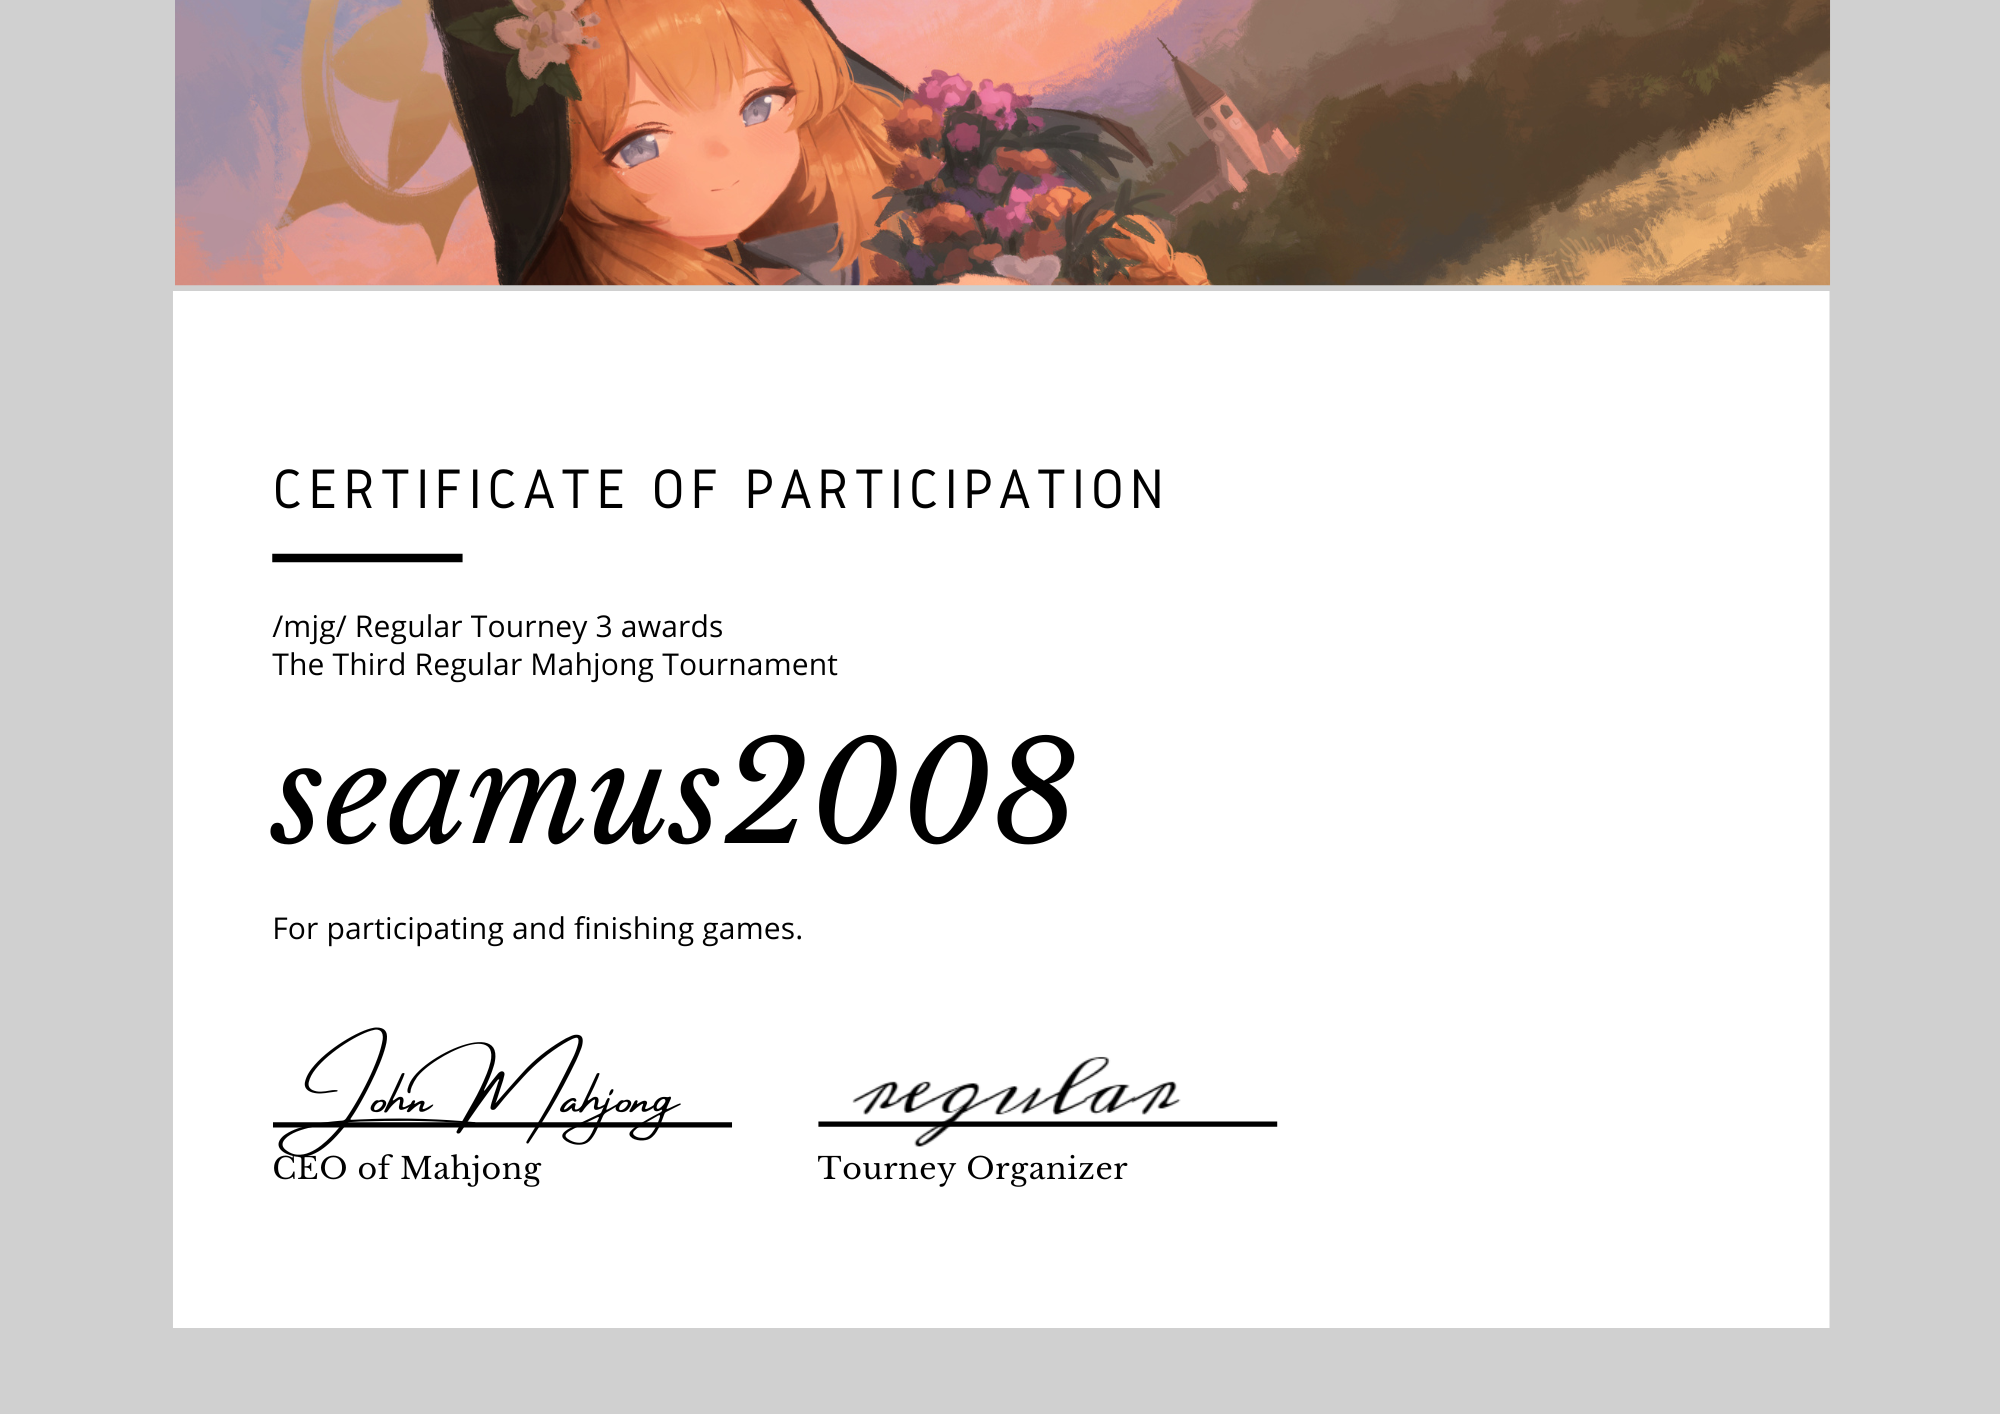 CERTIFICATE OF PARTICIPATION
/mjg/ Regular Tourney 3 awards
The Third Regular Mahjong Tournament
seamus2008
For participating and finishing games.
John Mahjong
CEO of Mahjong
regular
Tourney Organizer